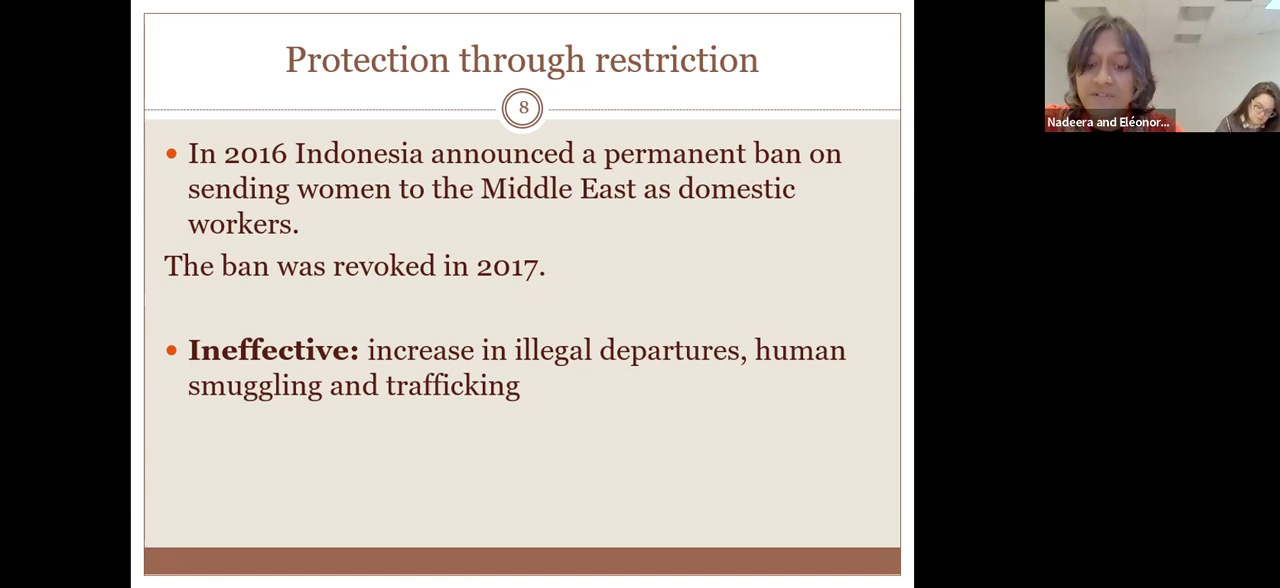 Protection through restriction
8
In 2016 Indonesia announced a permanent ban on
sending women to the Middle East as domestic
workers.
The ban was revoked in 2017.
Ineffective: increase in illegal departures, human
smuggling and trafficking
Nadeera and Eléonor...